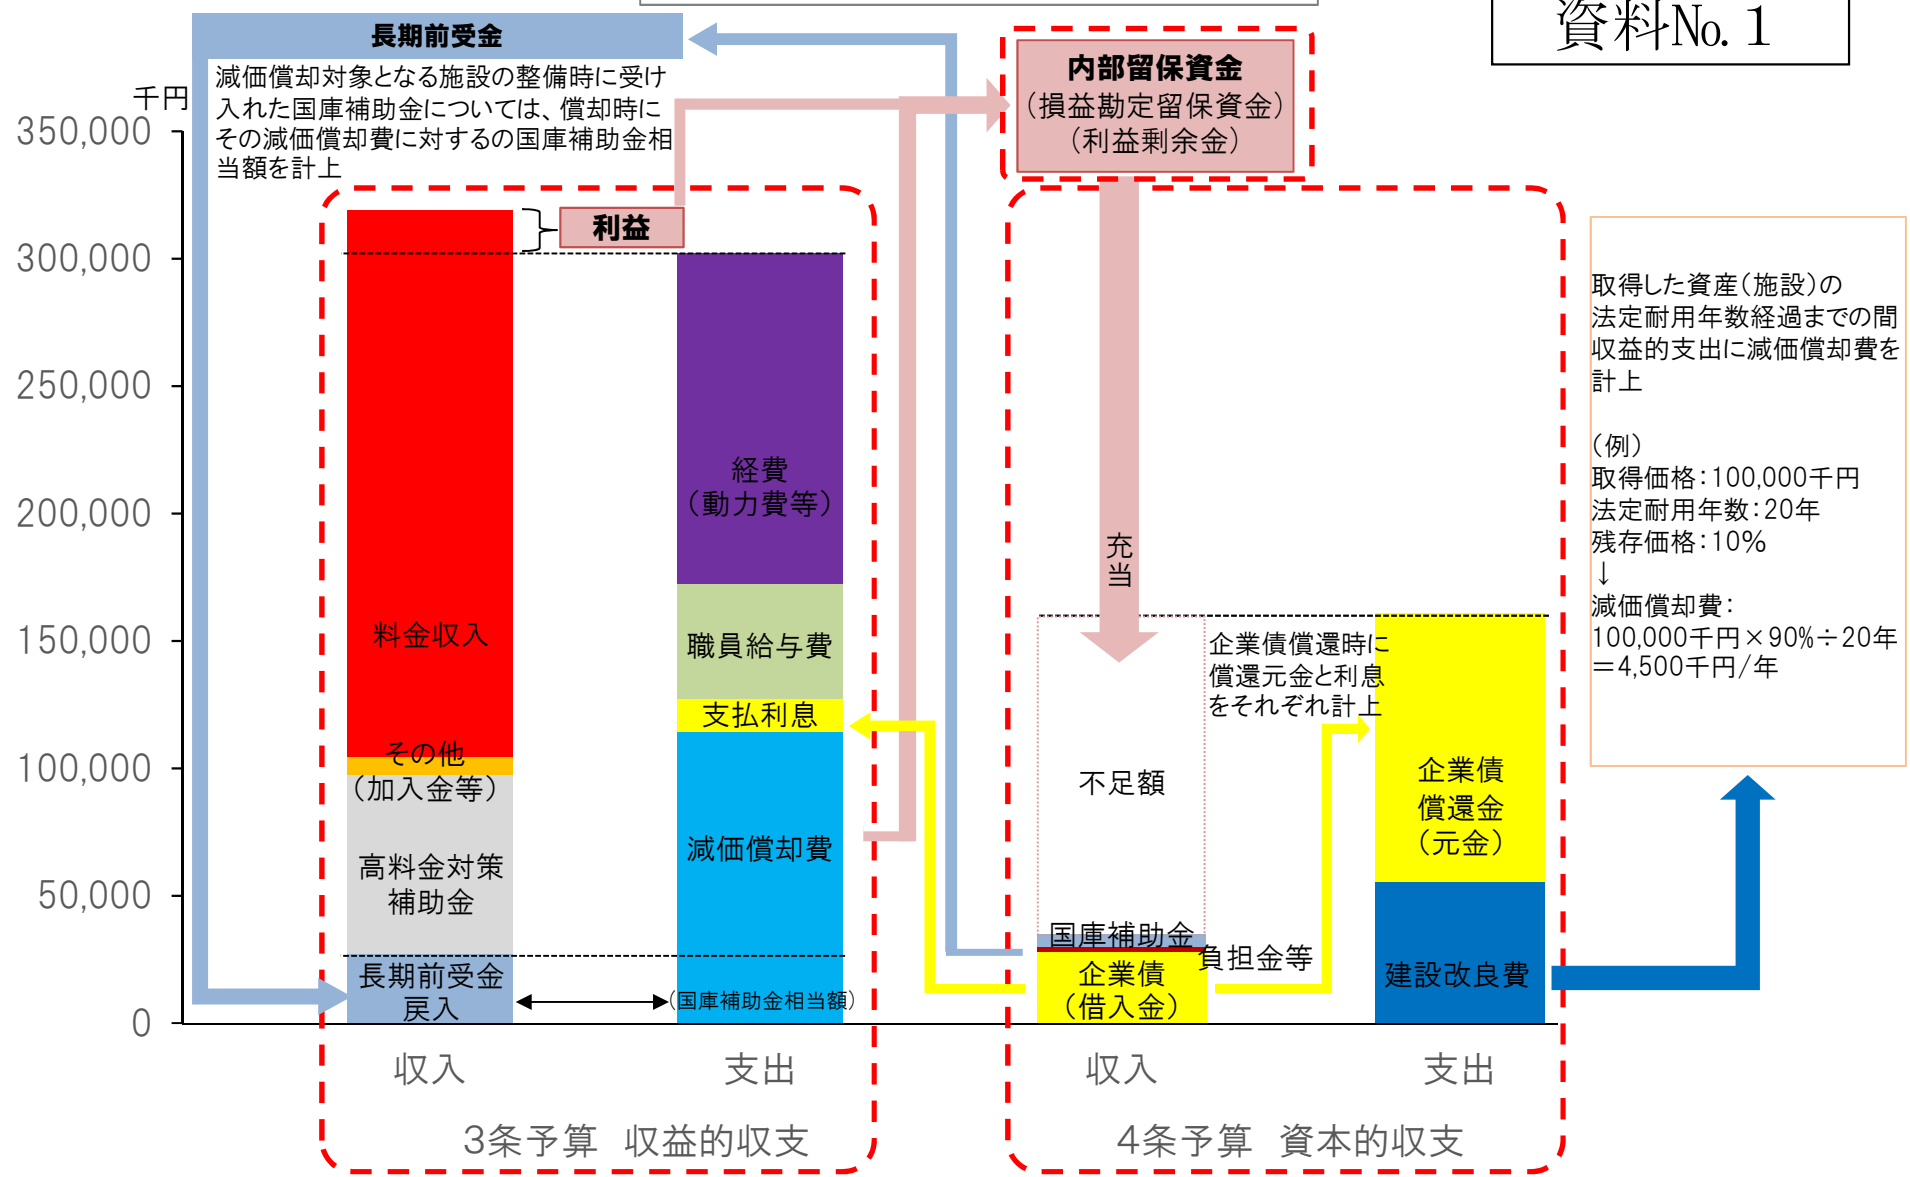 資料No.1
長期前受金
減価償却対象となる施設の整備時に受け
入れた国庫補助金については、償却時に
その減価償却費に対するの国庫補助金相
当額を計上
内部留保資金
（損益勘定留保資金）
（利益剰余金）
千円
350,000
300,000
250,000
200,000
150,000
100,000
50,000
0
利益
料金収入
その他
（加入金等）
高料金対策
補助金
長期前受金
戻入
経費
（動力費等）
職員給与費
支払利息
減価償却費
（国庫補助金相当額）
充
当
不足額
国庫補助金
負担金等
企業債
（借入金）
企業債償還時に
償還元金と利息
をそれぞれ計上
企業債
償還金
（元金）
建設改良費
取得した資産（施設）の
法定耐用年数経過までの間
収益的支出に減価償却費を
計上
（例）
取得価格：100,000千円
法定耐用年数：20年
残存価格：10％
↓
減価償却費：
100,000千円×90%÷20年
＝4,500千円/年
収入
支出
収入
支出
3条予算　収益的収支
4条予算　資本的収支